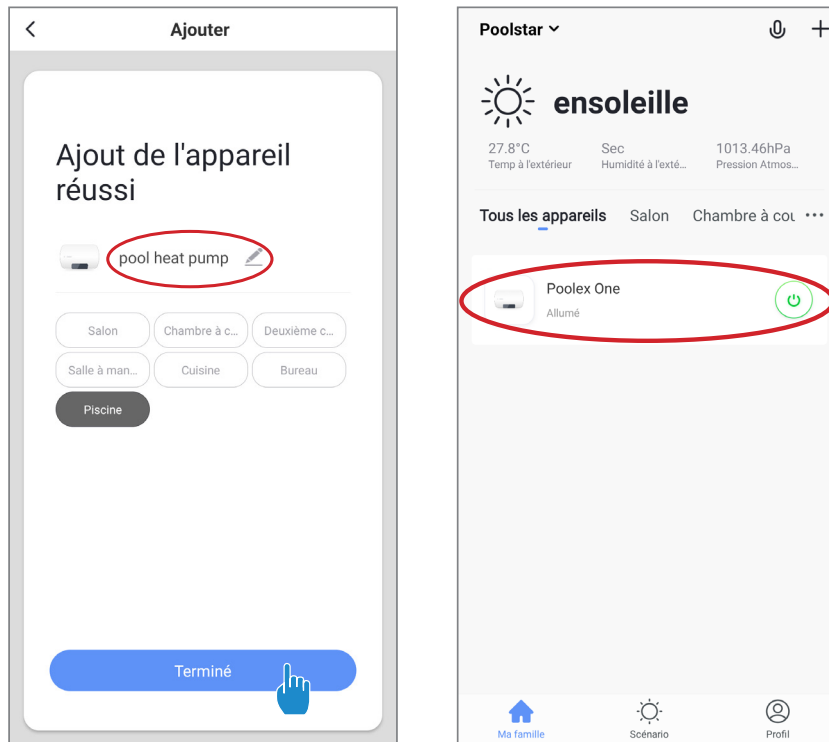 Ajouter
Ajout de l'appareil
réussi
pool heat pump
Salon
Chambre à c...
Deuxième c...
Salle à man...
Cuisine
Bureau
Piscine
Terminé
Poolstar
ensoleille
27.8°C
Sec
1013.46hPa
Temp à l'extérieur
Humidité à l'exté...
Pression Atmos...
Tous les appareils
Salon
Chambre à cou
Poolex One
Allumé
Ma famille
Scénario
Profil